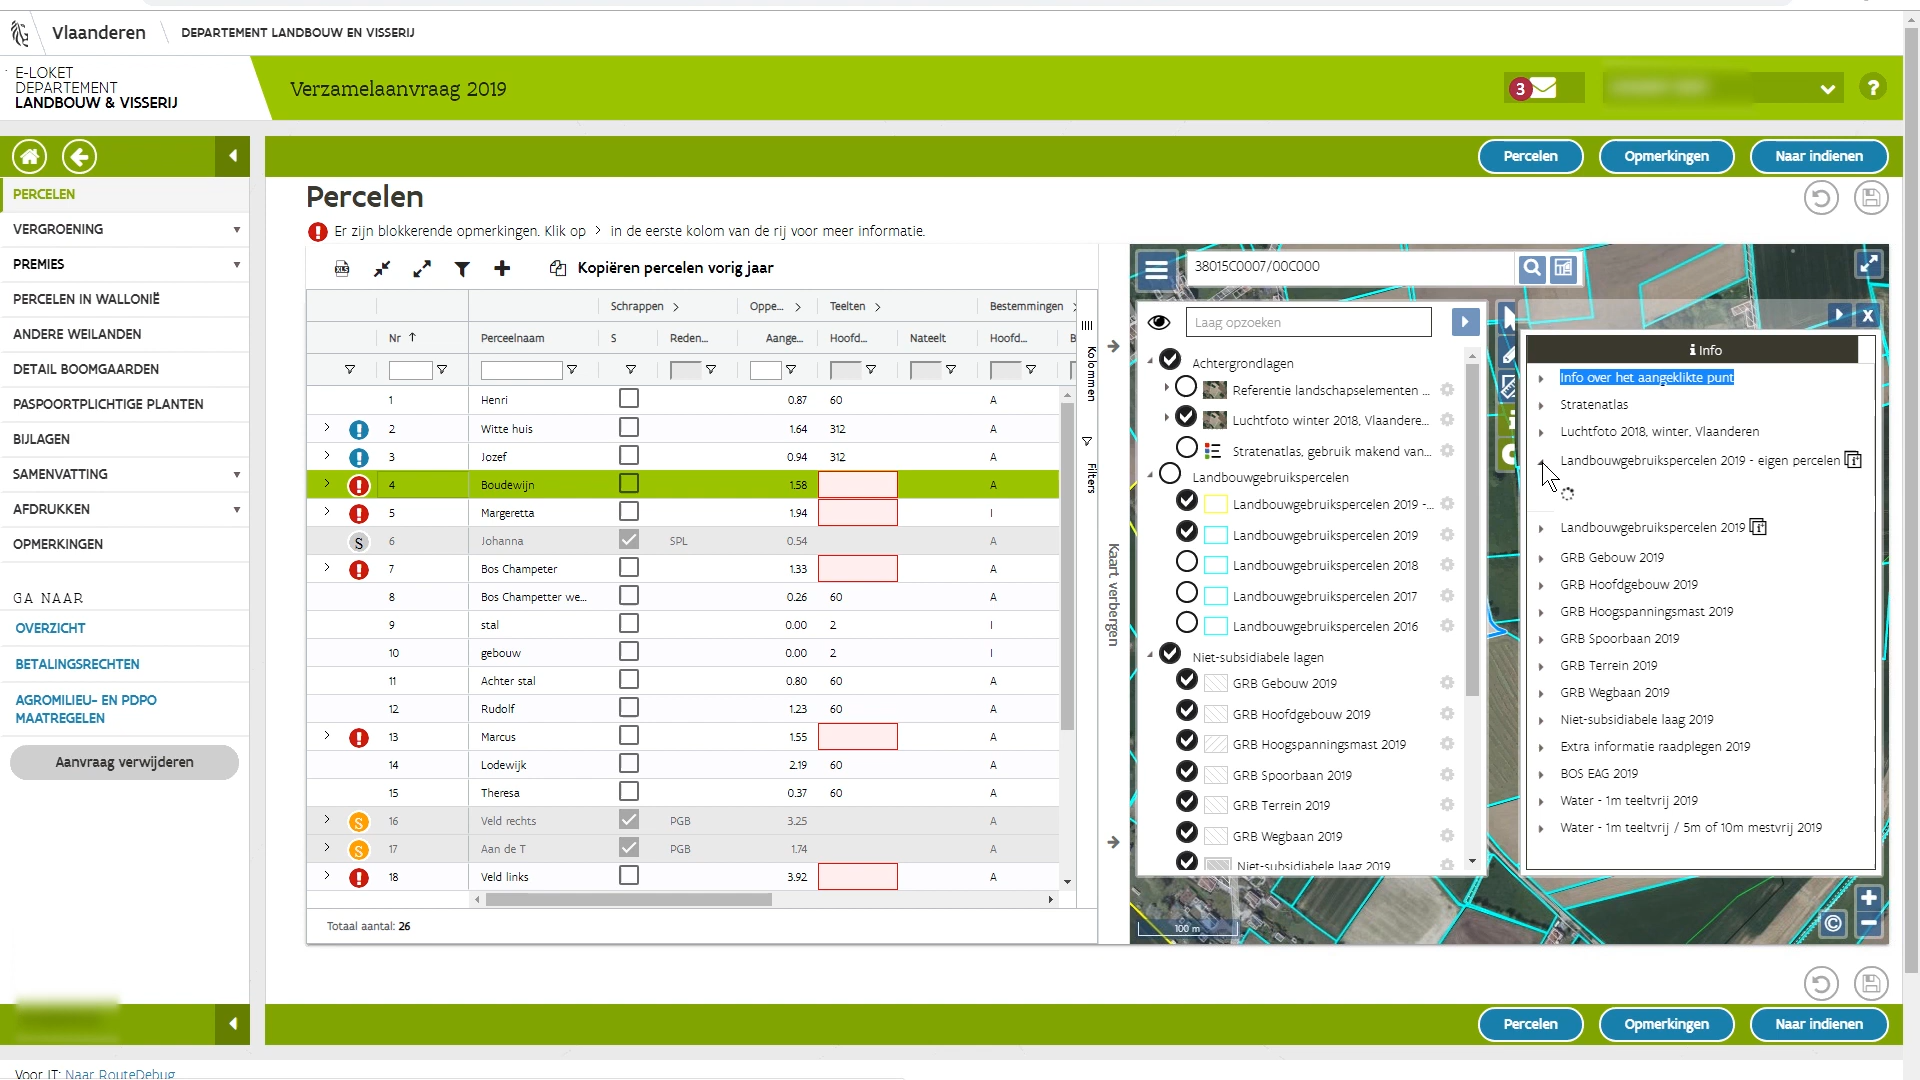 Vlaanderen DEPARTEMENT LANDBOUW EN VISSERIJ
E-LOKET
DEPARTEMENT
LANDBOUW & VISSERIJ
Verzamelaanvraag 2019
3
?
Percelen Opmerkingen Naar indienen
PERCELEN
VERGROENING
PREMIES
PERCELEN IN WALLONIË
ANDERE WEILANDEN
DETAIL BOOMGAARDEN
PASPOORTPLICHTIGE PLANTEN
BIJLAGEN
SAMENVATTING
AFDRUKKEN
OPMERKINGEN
GA NAAR
OVERZICHT
BETALINGSRECHTEN
AGROMILIEU- EN PDPO
MAATREGELEN
Aanvraag verwijderen
Percelen
Er zijn blokkerende opmerkingen. Klik op > in de eerste kolom van de rij voor meer informatie.
XLS Kopiëren percelen vorig jaar
Schrappen > Oppe... > Teelten > Bestemmingen >
Nr ↑ Perceelnaam S Reden... Aange... Hoofd... Nateelt Hoofd... B
1 Henri 0.87 60 A
2 Witte huis 1.64 312 A
3 Jozef 0.94 312 A
4 Boudewijn 1.58 A
5 Margeretta 1.94 I
S 6 Johanna SPL 0.54 A
7 Bos Champeter 1.33 A
8 Bos Champetter we... 0.26 60 A
9 stal 0.00 2 I
10 gebouw 0.00 2 I
11 Achter stal 0.80 60 A
12 Rudolf 1.23 60 A
13 Marcus 1.55 A
14 Lodewijk 2.19 60 A
15 Theresa 0.37 60 A
S 16 Veld rechts PGB 3.25 A
S 17 Aan de T PGB 1.74 A
18 Veld links 3.92 A
Totaal aantal: 26
Kolommen
Filters
Kaart verbergen
38015C0007/00C000
Laag opzoeken
Achtergrondlagen
Referentie landschapselementen ...
Luchtfoto winter 2018, Vlaandere...
Stratenatlas, gebruik makend van...
Landbouwgebruikspercelen
Landbouwgebruikspercelen 2019 -...
Landbouwgebruikspercelen 2019
Landbouwgebruikspercelen 2018
Landbouwgebruikspercelen 2017
Landbouwgebruikspercelen 2016
Niet-subsidiabele lagen
GRB Gebouw 2019
GRB Hoofdgebouw 2019
GRB Hoogspanningsmast 2019
GRB Spoorbaan 2019
GRB Terrein 2019
GRB Wegbaan 2019
Niet-subsidiabele laag 2019
X
i Info
Info over het aangeklikte punt
Stratenatlas
Luchtfoto 2018, winter, Vlaanderen
Landbouwgebruikspercelen 2019 - eigen percelen
Landbouwgebruikspercelen 2019
GRB Gebouw 2019
GRB Hoofdgebouw 2019
GRB Hoogspanningsmast 2019
GRB Spoorbaan 2019
GRB Terrein 2019
GRB Wegbaan 2019
Niet-subsidiabele laag 2019
Extra informatie raadplegen 2019
BOS EAG 2019
Water - 1m teeltvrij 2019
Water - 1m teeltvrij / 5m of 10m mestvrij 2019
100 m
©
Percelen Opmerkingen Naar indienen
Voor IT: Naar RouteDebug